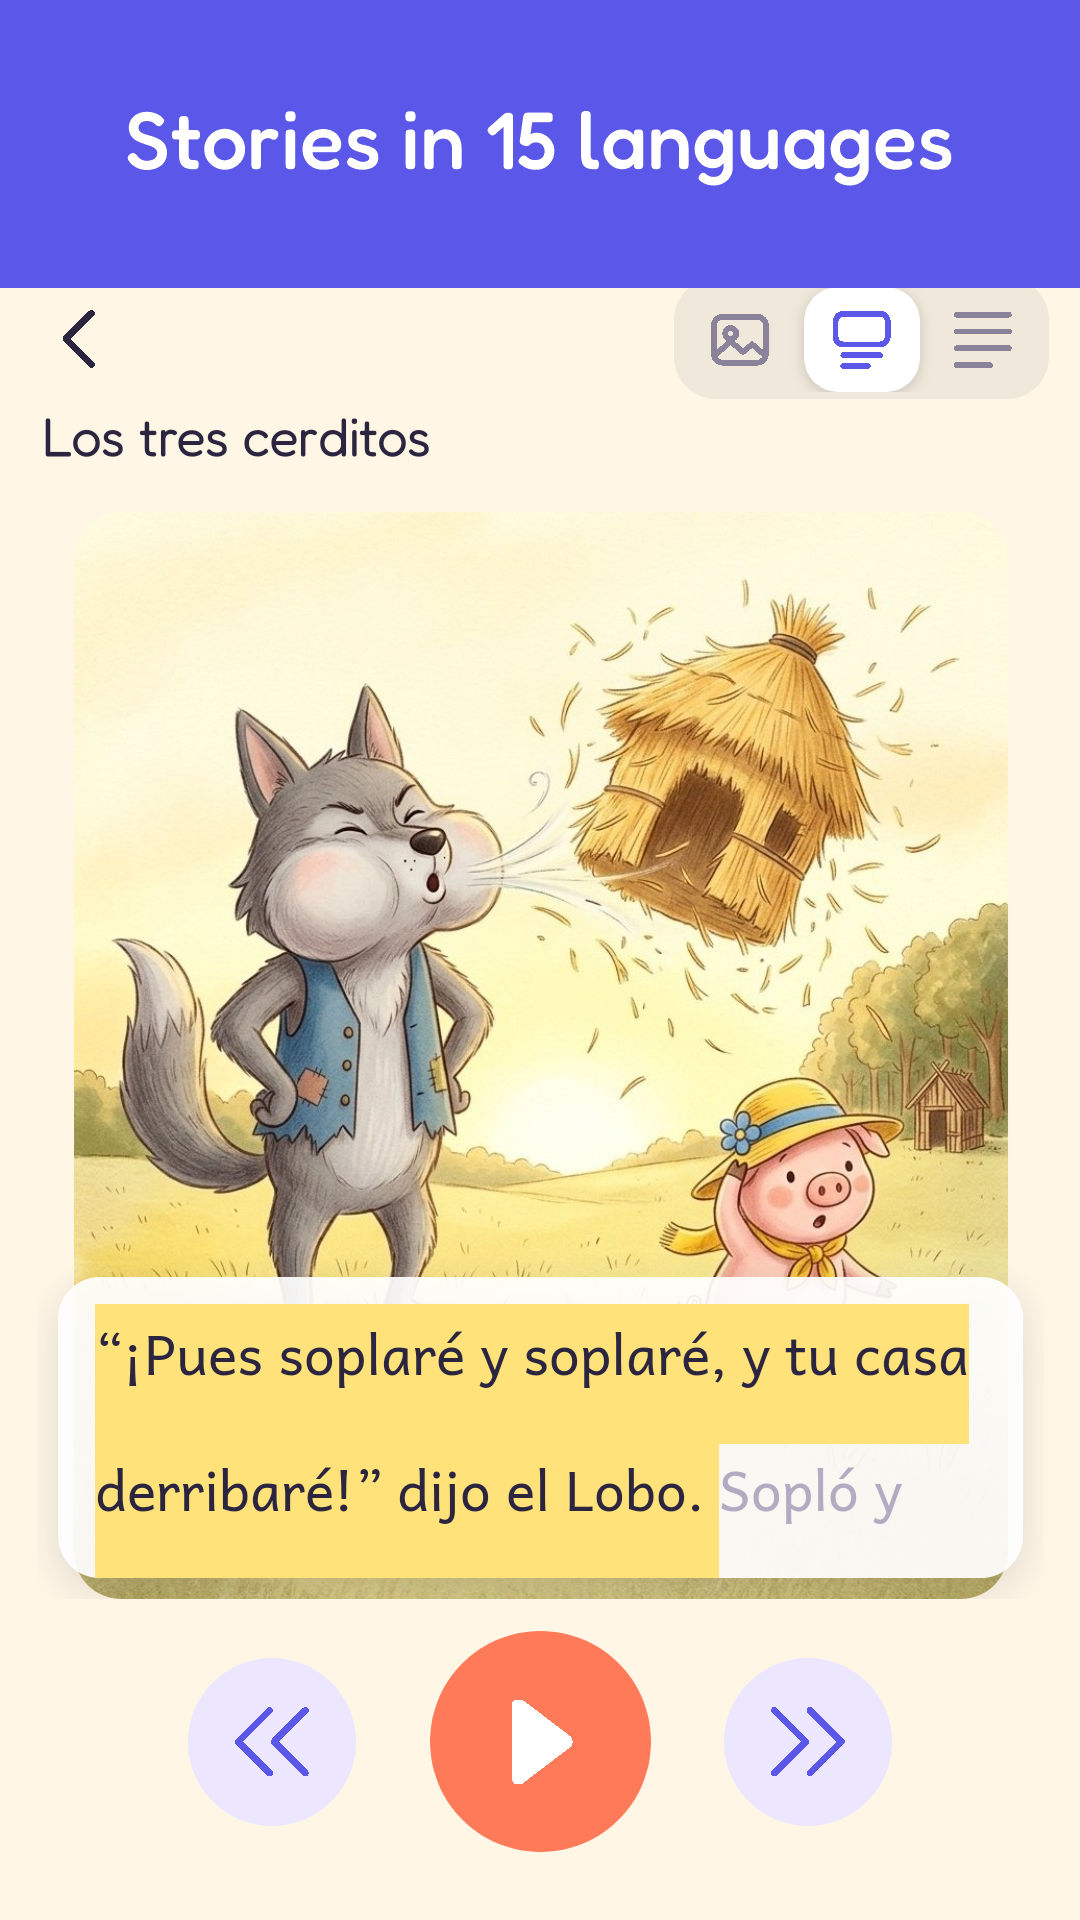 Stories in 15 languages
Los tres cerditos
“¡Pues soplaré y soplaré, y tu casa
derribaré!” dijo el Lobo. Sopló y